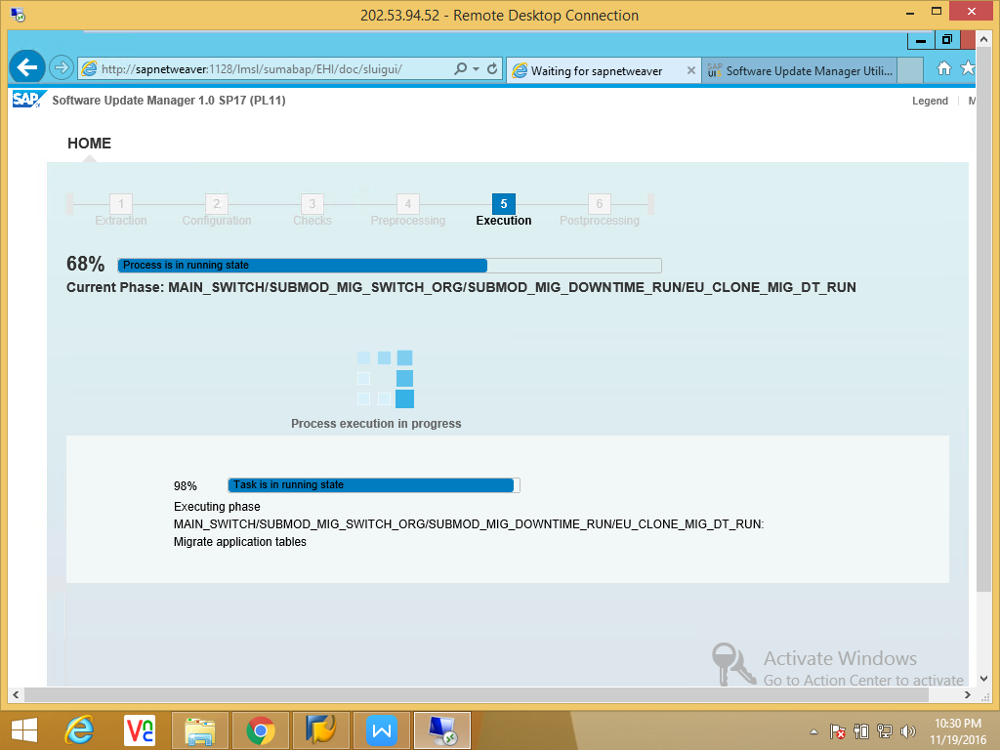 202.53.94.52 - Remote Desktop Connection
http://sapnetweaver:1128/lmsl/sumabap/EHI/doc/sluigui/
Waiting for sapnetweaver
SAP UI
Software Update Manager Utili...
SAP
Software Update Manager 1.0 SP17 (PL11)
Legend
M
HOME
1 2 3 4 5 6
Extraction Configuration Checks Preprocessing Execution Postprocessing
68% Process is in running state
Current Phase: MAIN_SWITCH/SUBMOD_MIG_SWITCH_ORG/SUBMOD_MIG_DOWNTIME_RUN/EU_CLONE_MIG_DT_RUN
Process execution in progress
98% Task is in running state
Executing phase
MAIN_SWITCH/SUBMOD_MIG_SWITCH_ORG/SUBMOD_MIG_DOWNTIME_RUN/EU_CLONE_MIG_DT_RUN:
Migrate application tables
Activate Windows
Go to Action Center to activate
VNC
W
10:30 PM
11/19/2016